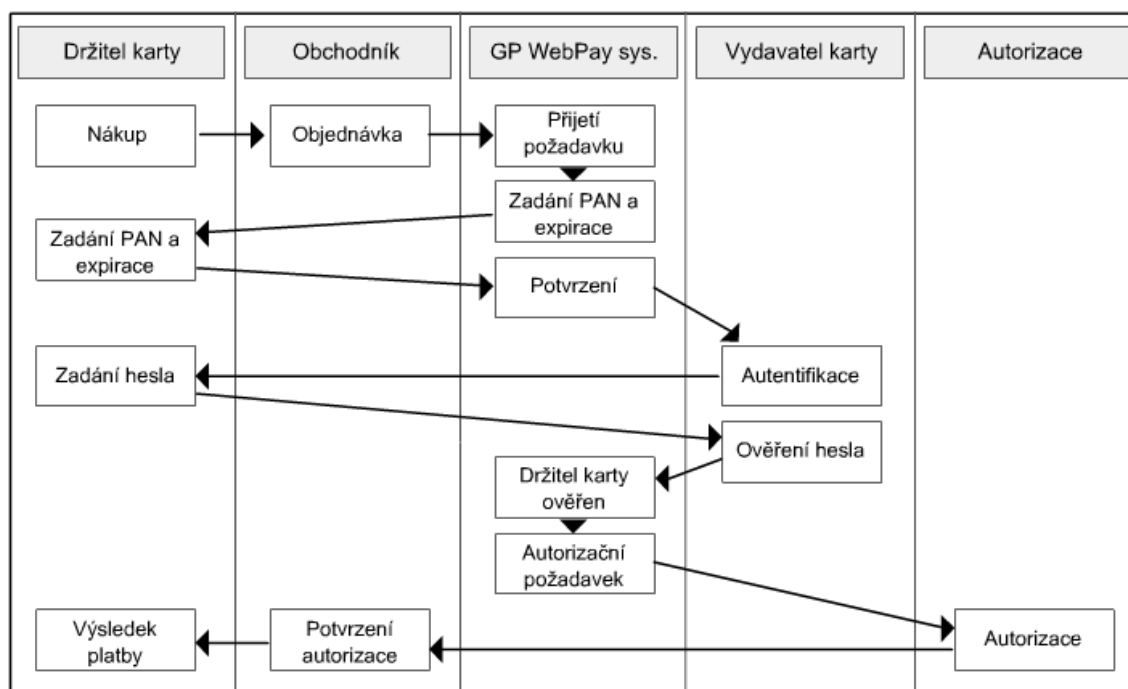 Držitel karty
Obchodník
GP WebPay sys.
Vydavatel karty
Autorizace
Nákup
Objednávka
Přijetí
požadavku
Zadání PAN a
expirace
Zadání PAN a
expirace
Potvrzení
Zadání hesla
Autentifikace
Ověření hesla
Držitel karty
ověřen
Autorizační
požadavek
Výsledek
platby
Potvrzení
autorizace
Autorizace